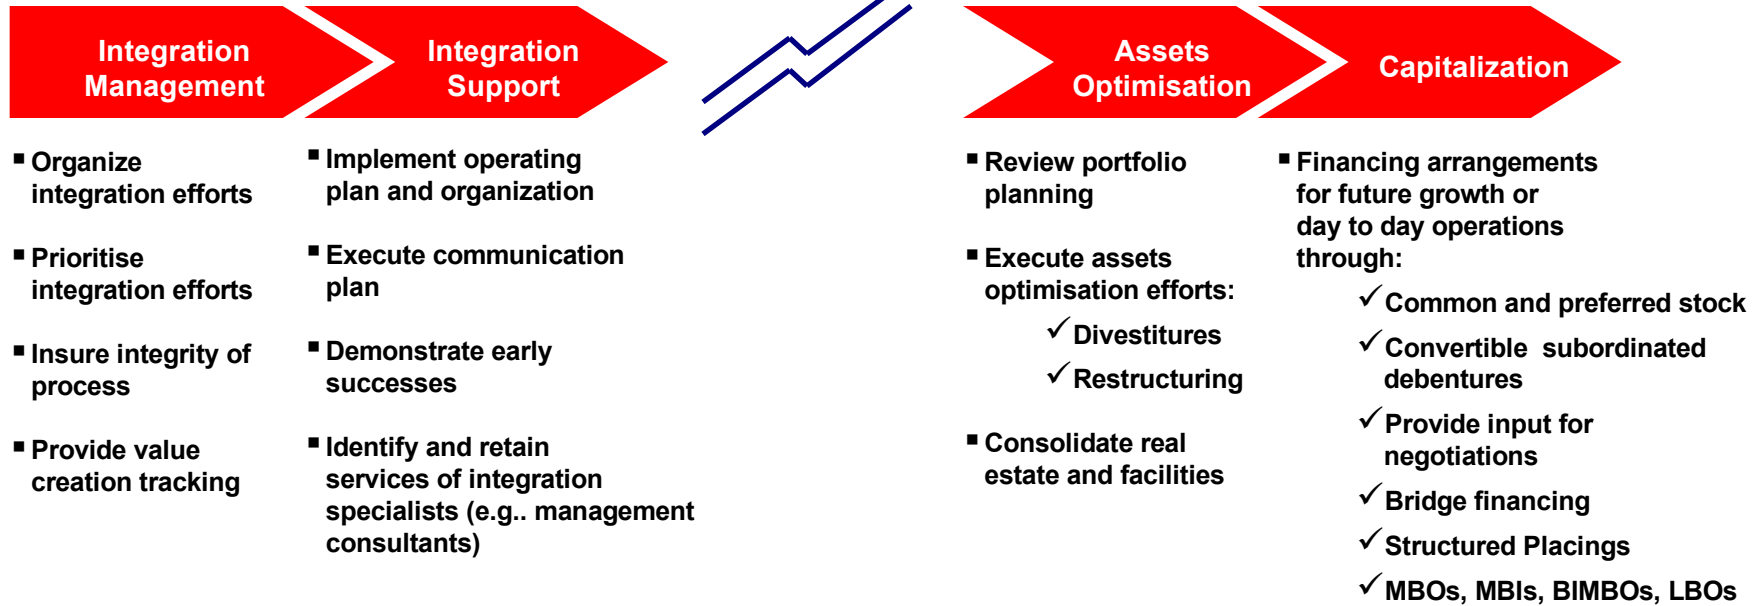 Integration
Management
Integration
Support
Assets
Optimisation
Capitalization
▪ Organize
integration efforts
▪ Prioritise
integration efforts
▪ Insure integrity of
process
▪ Provide value
creation tracking
▪ Implement operating
plan and organization
▪ Execute communication
plan
▪ Demonstrate early
successes
▪ Identify and retain
services of integration
specialists (e.g.. management
consultants)
▪ Review portfolio
planning
▪ Execute assets
optimisation efforts:
✓ Divestitures
✓ Restructuring
▪ Consolidate real
estate and facilities
▪ Financing arrangements
for future growth or
day to day operations
through:
✓ Common and preferred stock
✓ Convertible subordinated
debentures
✓ Provide input for
negotiations
✓ Bridge financing
✓ Structured Placings
✓ MBOs, MBIs, BIMBOs, LBOs